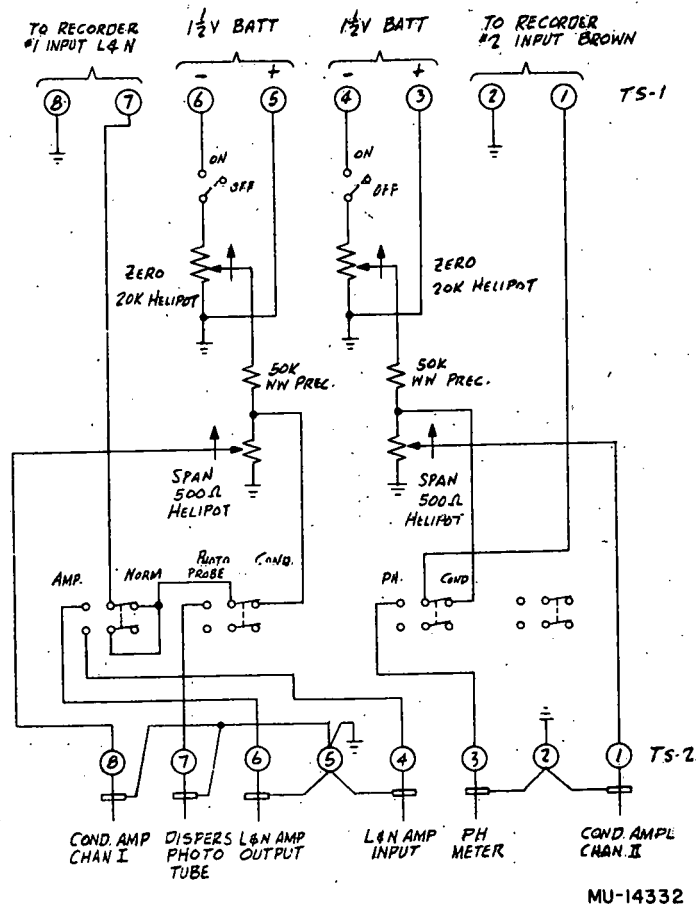 TO RECORDER
#1 INPUT L&N
1½V BATT
1½V BATT
TO RECORDER
#2 INPUT BROWN
- +
- +
8 7 6 5 4 3 2 1 TS-1
ON
OFF
ON
OFF
ZERO
20K HELIPOT
ZERO
20K HELIPOT
50K
WW PREC.
50K
WW PREC.
SPAN
500Ω
HELIPOT
SPAN
500Ω
HELIPOT
AMP. NORM
PHOTO
PROBE
COND.
PH. COND
8 7 6 5 4 3 2 1 TS-2
COND. AMP
CHAN I
DISPERS
PHOTO
TUBE
L&N AMP
OUTPUT
L&N AMP
INPUT
PH
METER
COND. AMPL
CHAN. II
MU-14332